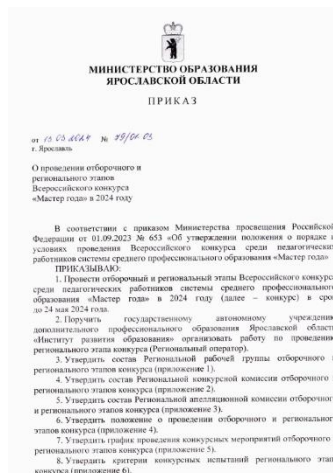 МИНИСТЕРСТВО ОБРАЗОВАНИЯ
ЯРОСЛАВСКОЙ ОБЛАСТИ
ПРИКАЗ
от 13.03.2024 № 79/01.03
г. Ярославль
О проведении отборочного и
регионального этапов
Всероссийского конкурса
«Мастер года» в 2024 году
В соответствии с приказом Министерства просвещения Российской
Федерации от 01.09.2023 № 653 «Об утверждении положения о порядке и
условиях проведения Всероссийского конкурса среди педагогических
работников системы среднего профессионального образования «Мастер года»
ПРИКАЗЫВАЮ:
1. Провести отборочный и региональный этапы Всероссийского конкурса
среди педагогических работников системы среднего профессионального
образования «Мастер года» в 2024 году (далее – конкурс) в срок
до 24 мая 2024 года.
2. Поручить государственному автономному учреждению
дополнительного профессионального образования Ярославской области
«Институт развития образования» организовать работу по проведению
регионального этапа конкурса (Региональный оператор).
3. Утвердить состав Региональной рабочей группы отборочного и
регионального этапов конкурса (приложение 1).
4. Утвердить состав Региональной конкурсной комиссии отборочного и
регионального этапов конкурса (приложение 2).
5. Утвердить состав Региональной апелляционной комиссии отборочного
и регионального этапов конкурса (приложение 3).
6. Утвердить положение о проведении отборочного и регионального
этапов конкурса (приложение 4).
7. Утвердить график проведения конкурсных мероприятий отборочного и
регионального этапов конкурса (приложение 5).
8. Утвердить критерии конкурсных испытаний регионального этапа
конкурса (приложение 6).